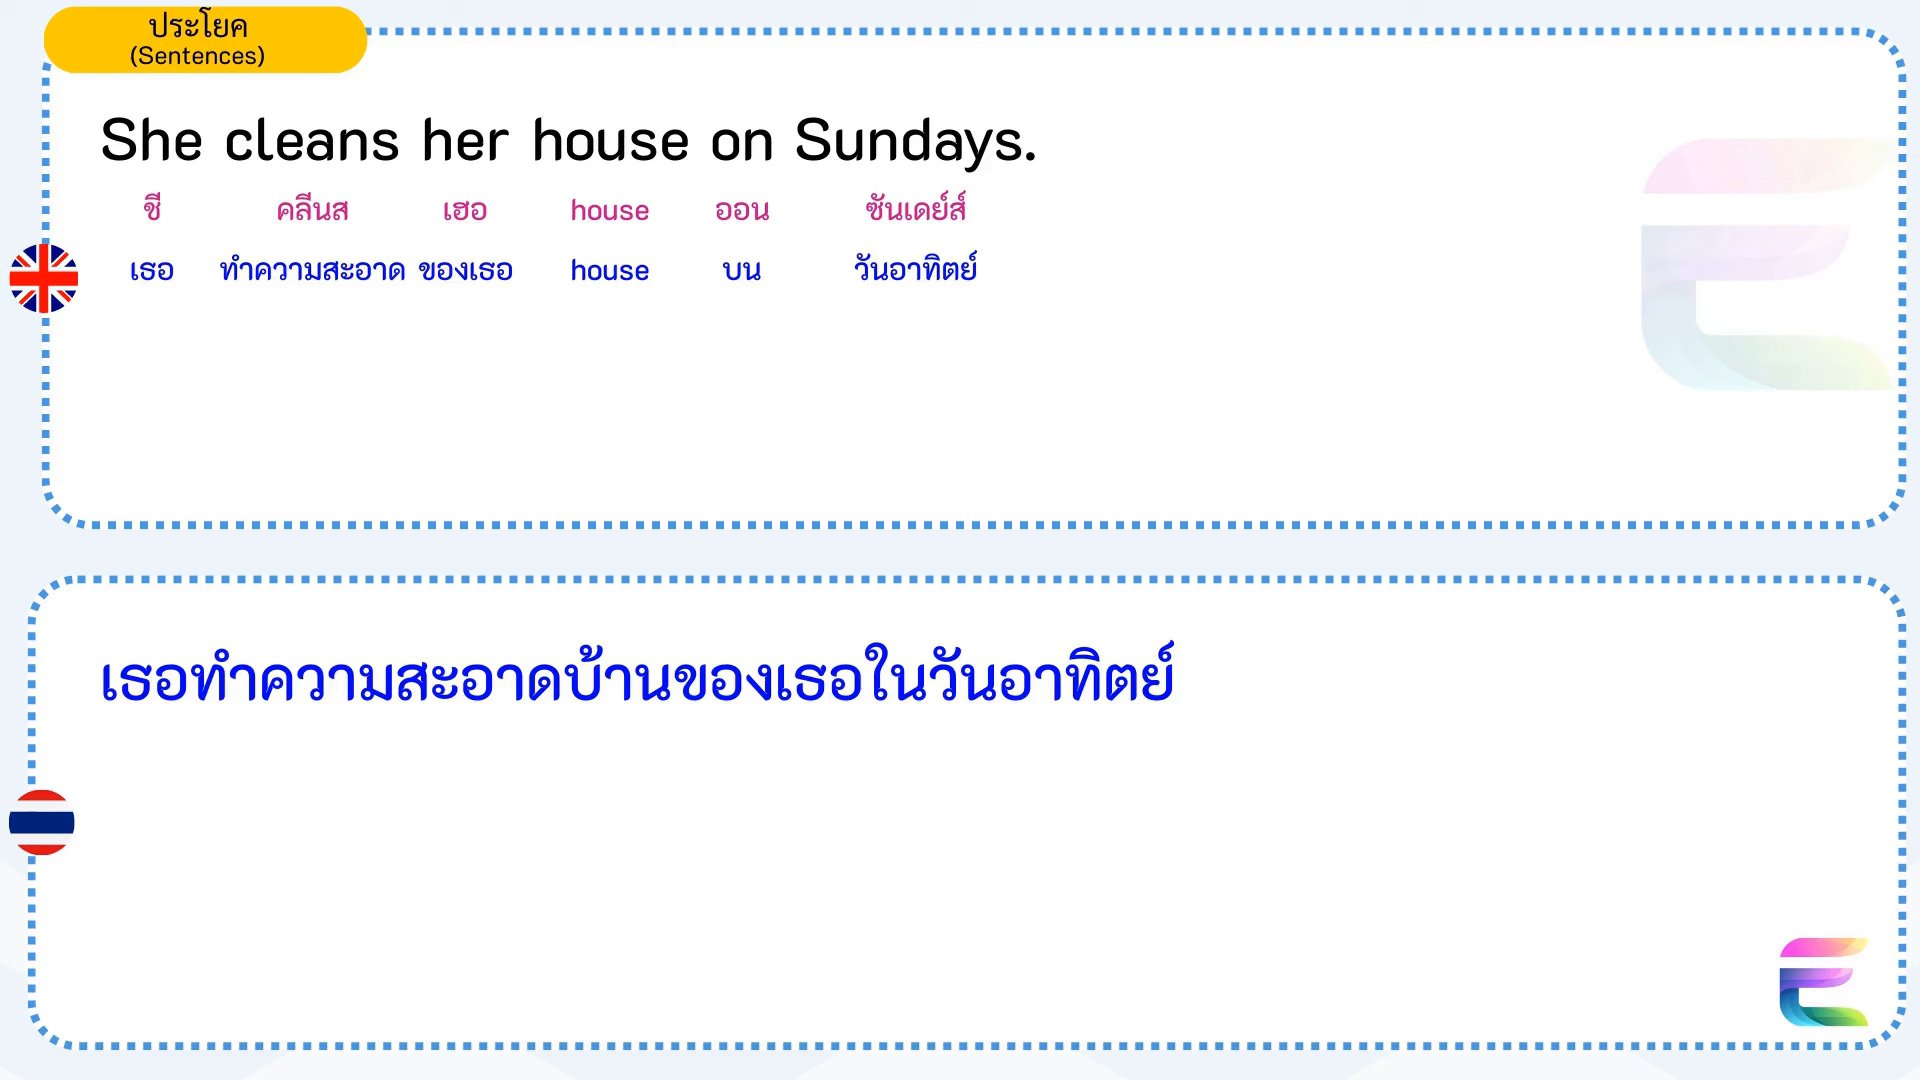 ประโยค
(Sentences)
She cleans her house on Sundays.
ชี คลีนส เฮอ house ออน ซันเดย์ส์
เธอ ทำความสะอาด ของเธอ house บน วันอาทิตย์
เธอทำความสะอาดบ้านของเธอในวันอาทิตย์